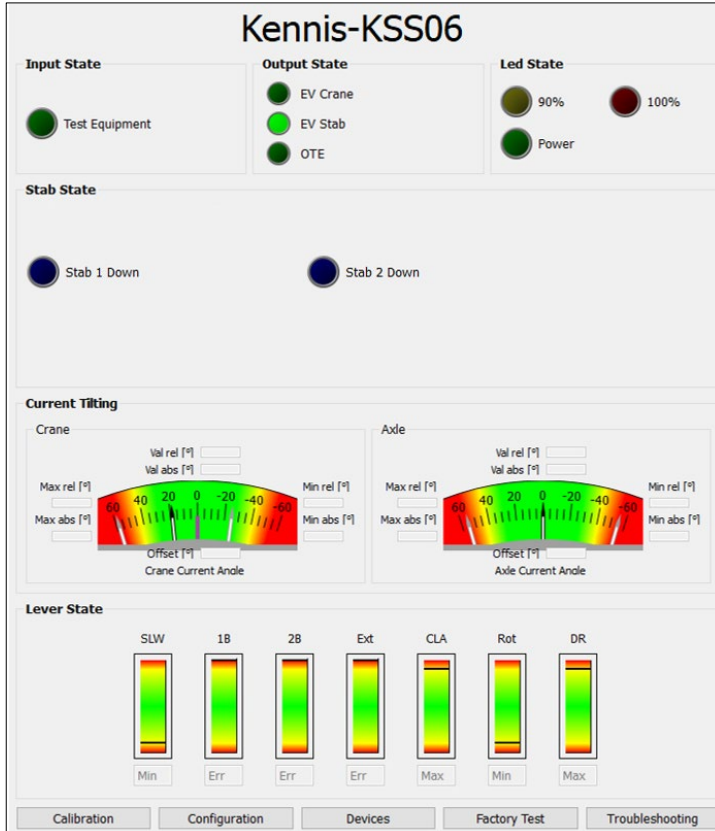 Kennis-KSS06
Input State
Output State
Led State
Test Equipment
EV Crane
EV Stab
OTE
90%
100%
Power
Stab State
Stab 1 Down
Stab 2 Down
Current Tilting
Crane
Val rel [°]
Val abs [°]
Max rel [°]
Min rel [°]
Max abs [°]
Min abs [°]
60 40 20 0 -20 -40 -60
Offset [°]
Crane Current Angle
Axle
Val rel [°]
Val abs [°]
Max rel [°]
Min rel [°]
Max abs [°]
Min abs [°]
60 40 20 0 -20 -40 -60
Offset [°]
Axle Current Angle
Lever State
SLW 1B 2B Ext CLA Rot DR
Min Err Err Err Max Min Max
Calibration Configuration Devices Factory Test Troubleshooting